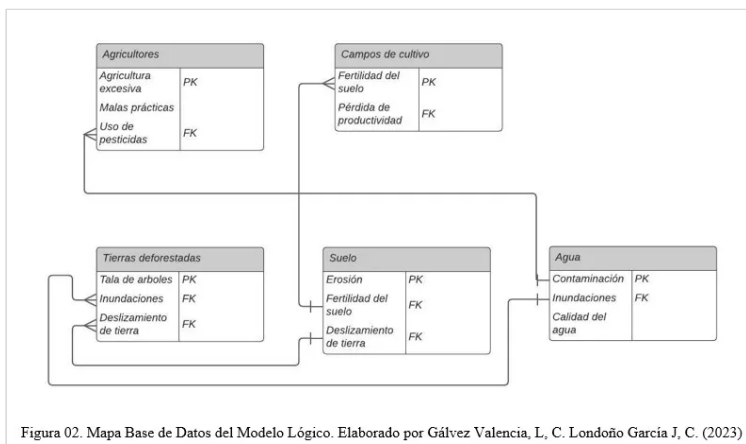 Agricultores
Agricultura
excesiva
PK
Malas prácticas
Uso de
pesticidas
FK
Campos de cultivo
Fertilidad del
suelo
PK
Pérdida de
productividad
FK
Tierras deforestadas
Tala de arboles PK
Inundaciones FK
Deslizamiento
de tierra
FK
Suelo
Erosión PK
Fertilidad del
suelo
FK
Deslizamiento
de tierra
FK
Agua
Contaminación PK
Inundaciones FK
Calidad del
agua
Figura 02. Mapa Base de Datos del Modelo Lógico. Elaborado por Gálvez Valencia, L, C. Londoño García J, C. (2023)